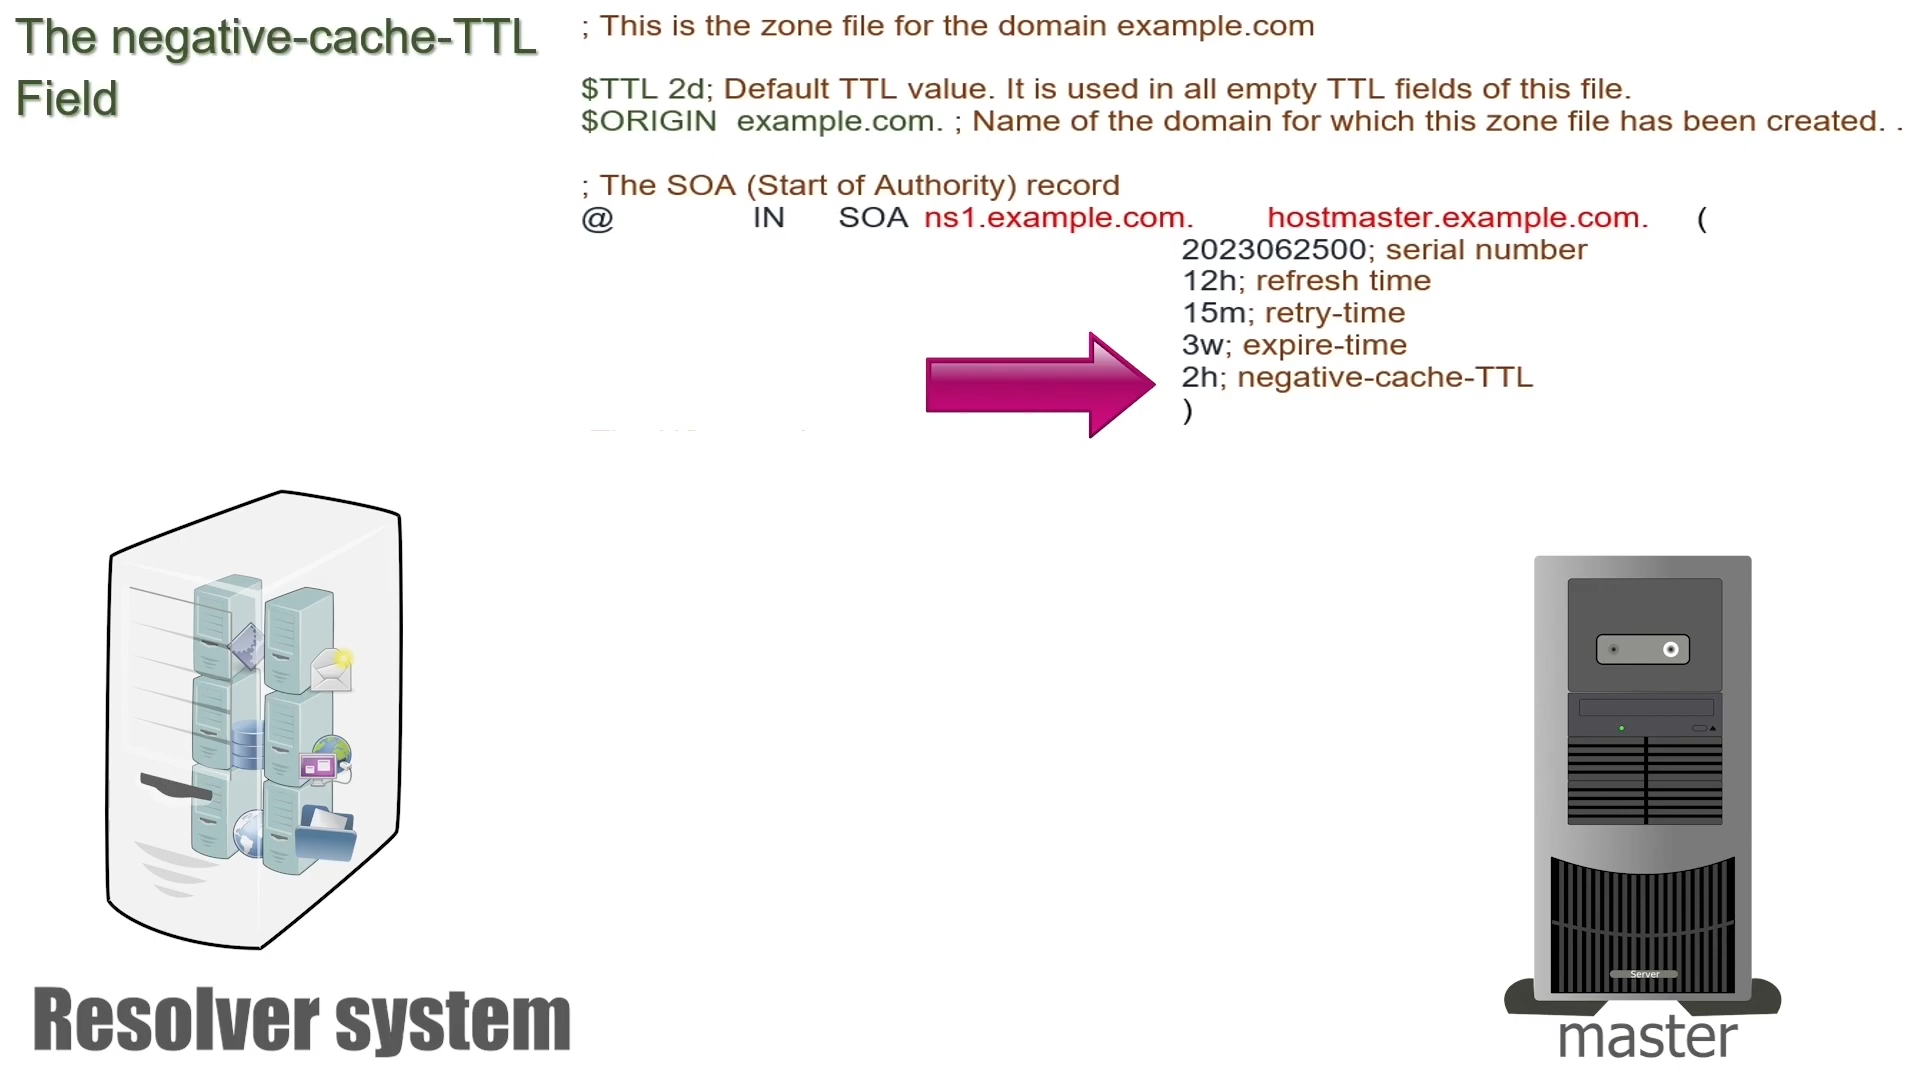 The negative-cache-TTL
Field
; This is the zone file for the domain example.com
$TTL 2d; Default TTL value. It is used in all empty TTL fields of this file.
$ORIGIN example.com. ; Name of the domain for which this zone file has been created. .
; The SOA (Start of Authority) record
@ IN SOA ns1.example.com. hostmaster.example.com. (
2023062500; serial number
12h; refresh time
15m; retry-time
3w; expire-time
2h; negative-cache-TTL
)
Server
Resolver system
master